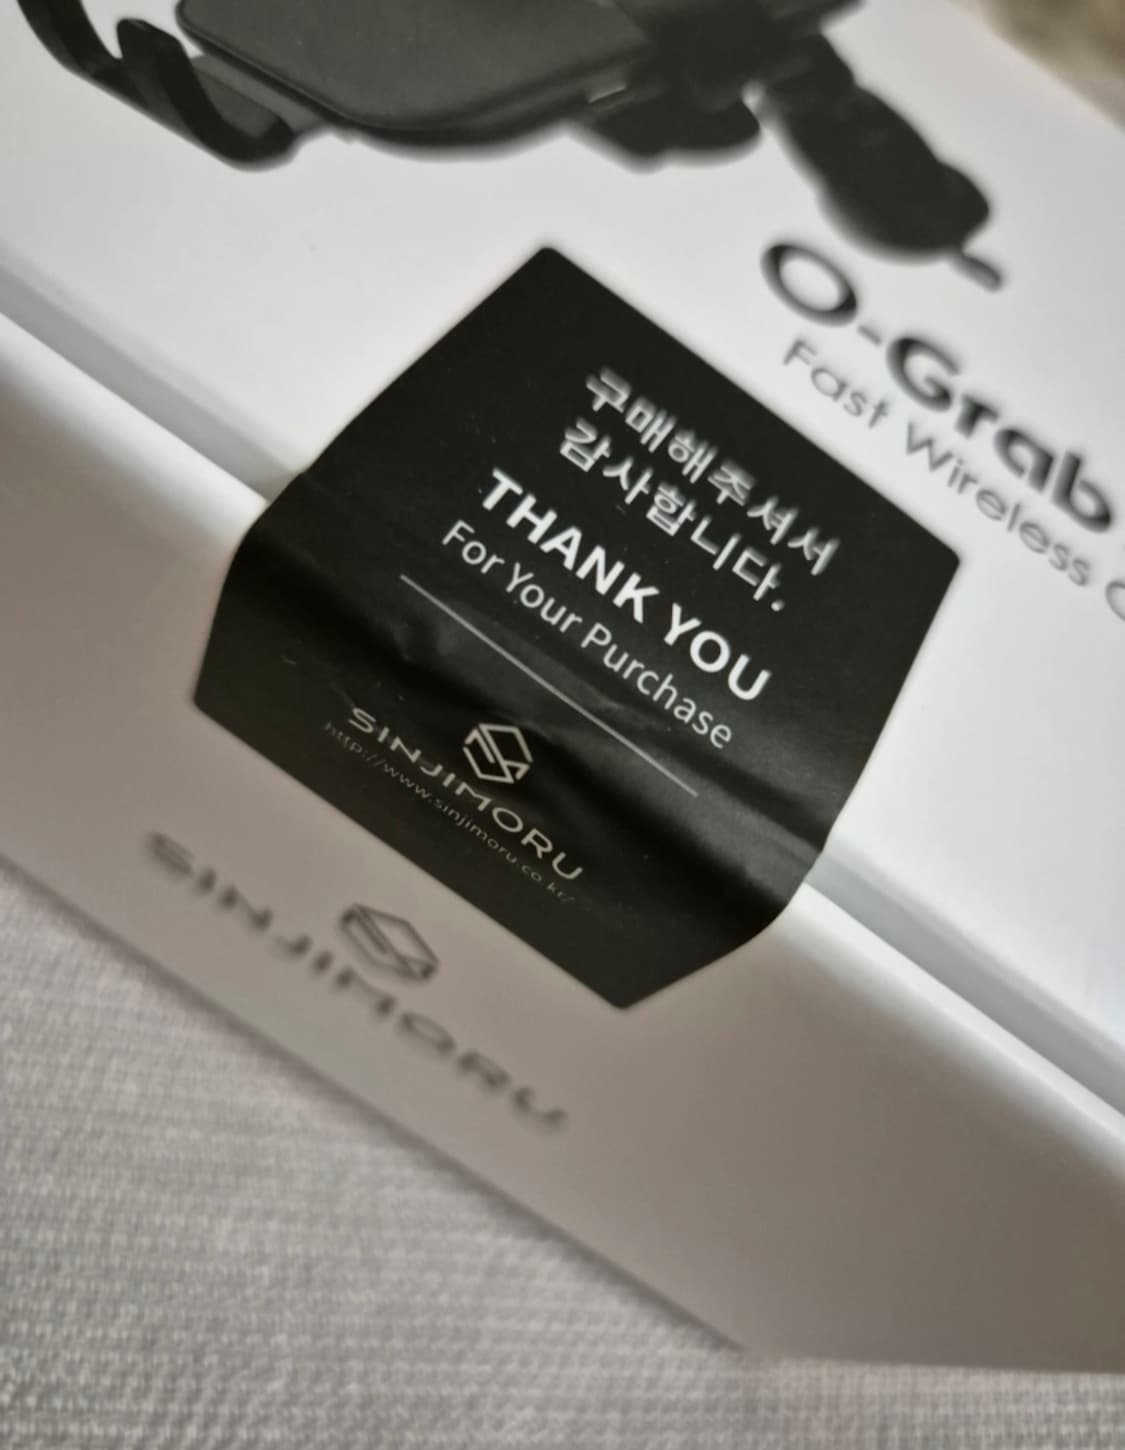 O-Grab
Fast Wireless
구매해주셔서
감사합니다.
THANK YOU
For Your Purchase
SINJIMORU
http://www.sinjimoru.co.kr/
SINJIMORU